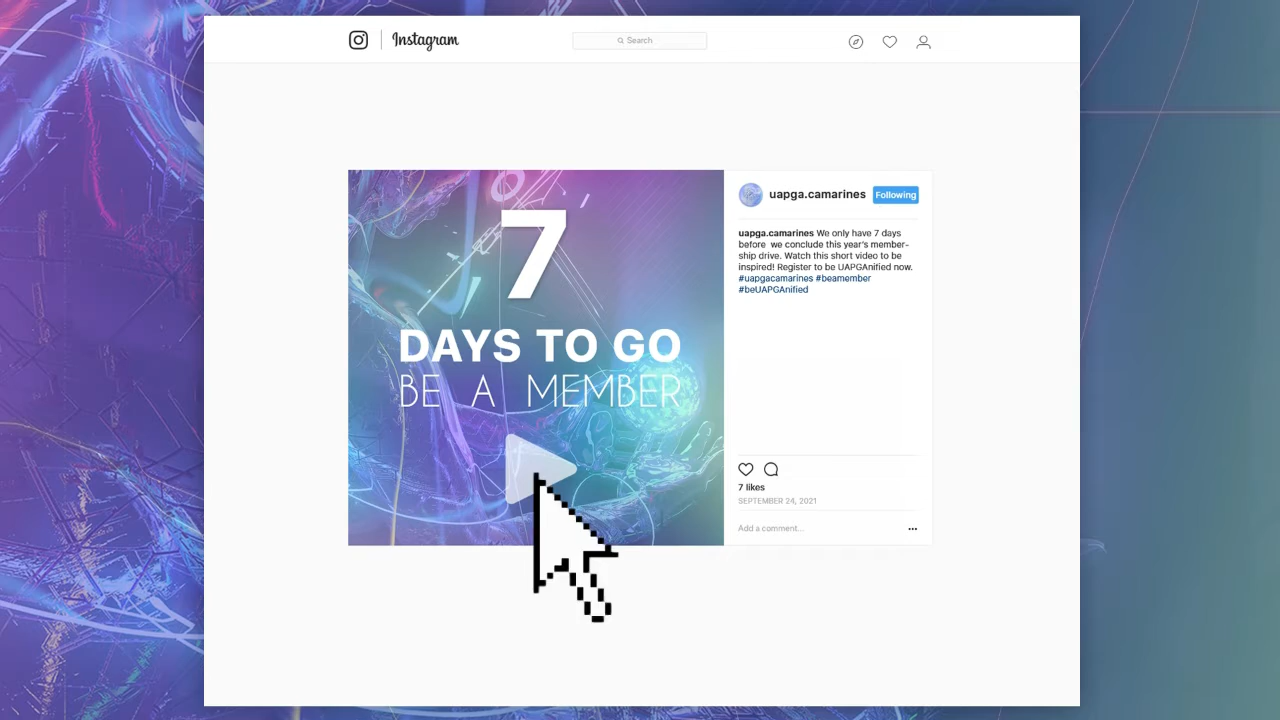 Instagram
Search
7
DAYS TO GO
BE A MEMBER
uapga.camarines
Following
uapga.camarines We only have 7 days
before we conclude this year's member-
ship drive. Watch this short video to be
inspired! Register to be UAPGAnified now.
#uapgacamarines #beamember
#beUAPGAnified
7 likes
SEPTEMBER 24, 2021
Add a comment...